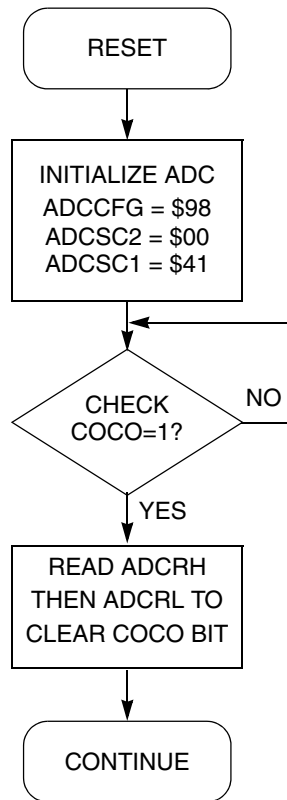 RESET
INITIALIZE ADC
ADCCFG = $98
ADCSC2 = $00
ADCSC1 = $41
CHECK
COCO=1?
NO
YES
READ ADCRH
THEN ADCRL TO
CLEAR COCO BIT
CONTINUE